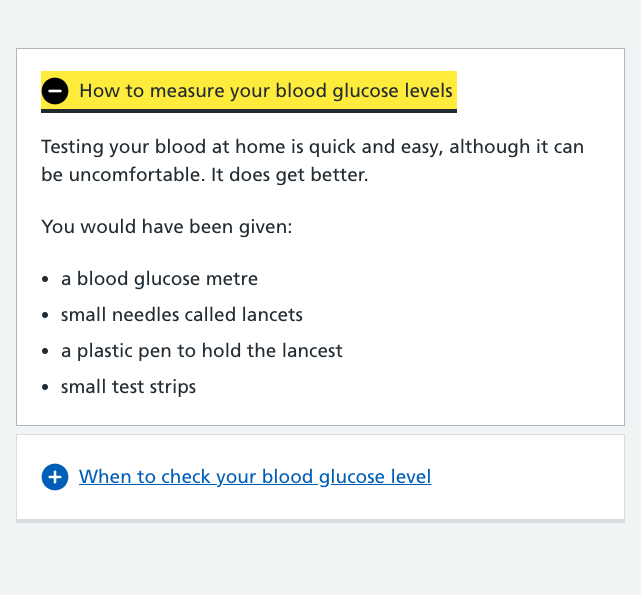 How to measure your blood glucose levels
Testing your blood at home is quick and easy, although it can
be uncomfortable. It does get better.
You would have been given:
• a blood glucose metre
• small needles called lancets
• a plastic pen to hold the lancest
• small test strips
When to check your blood glucose level